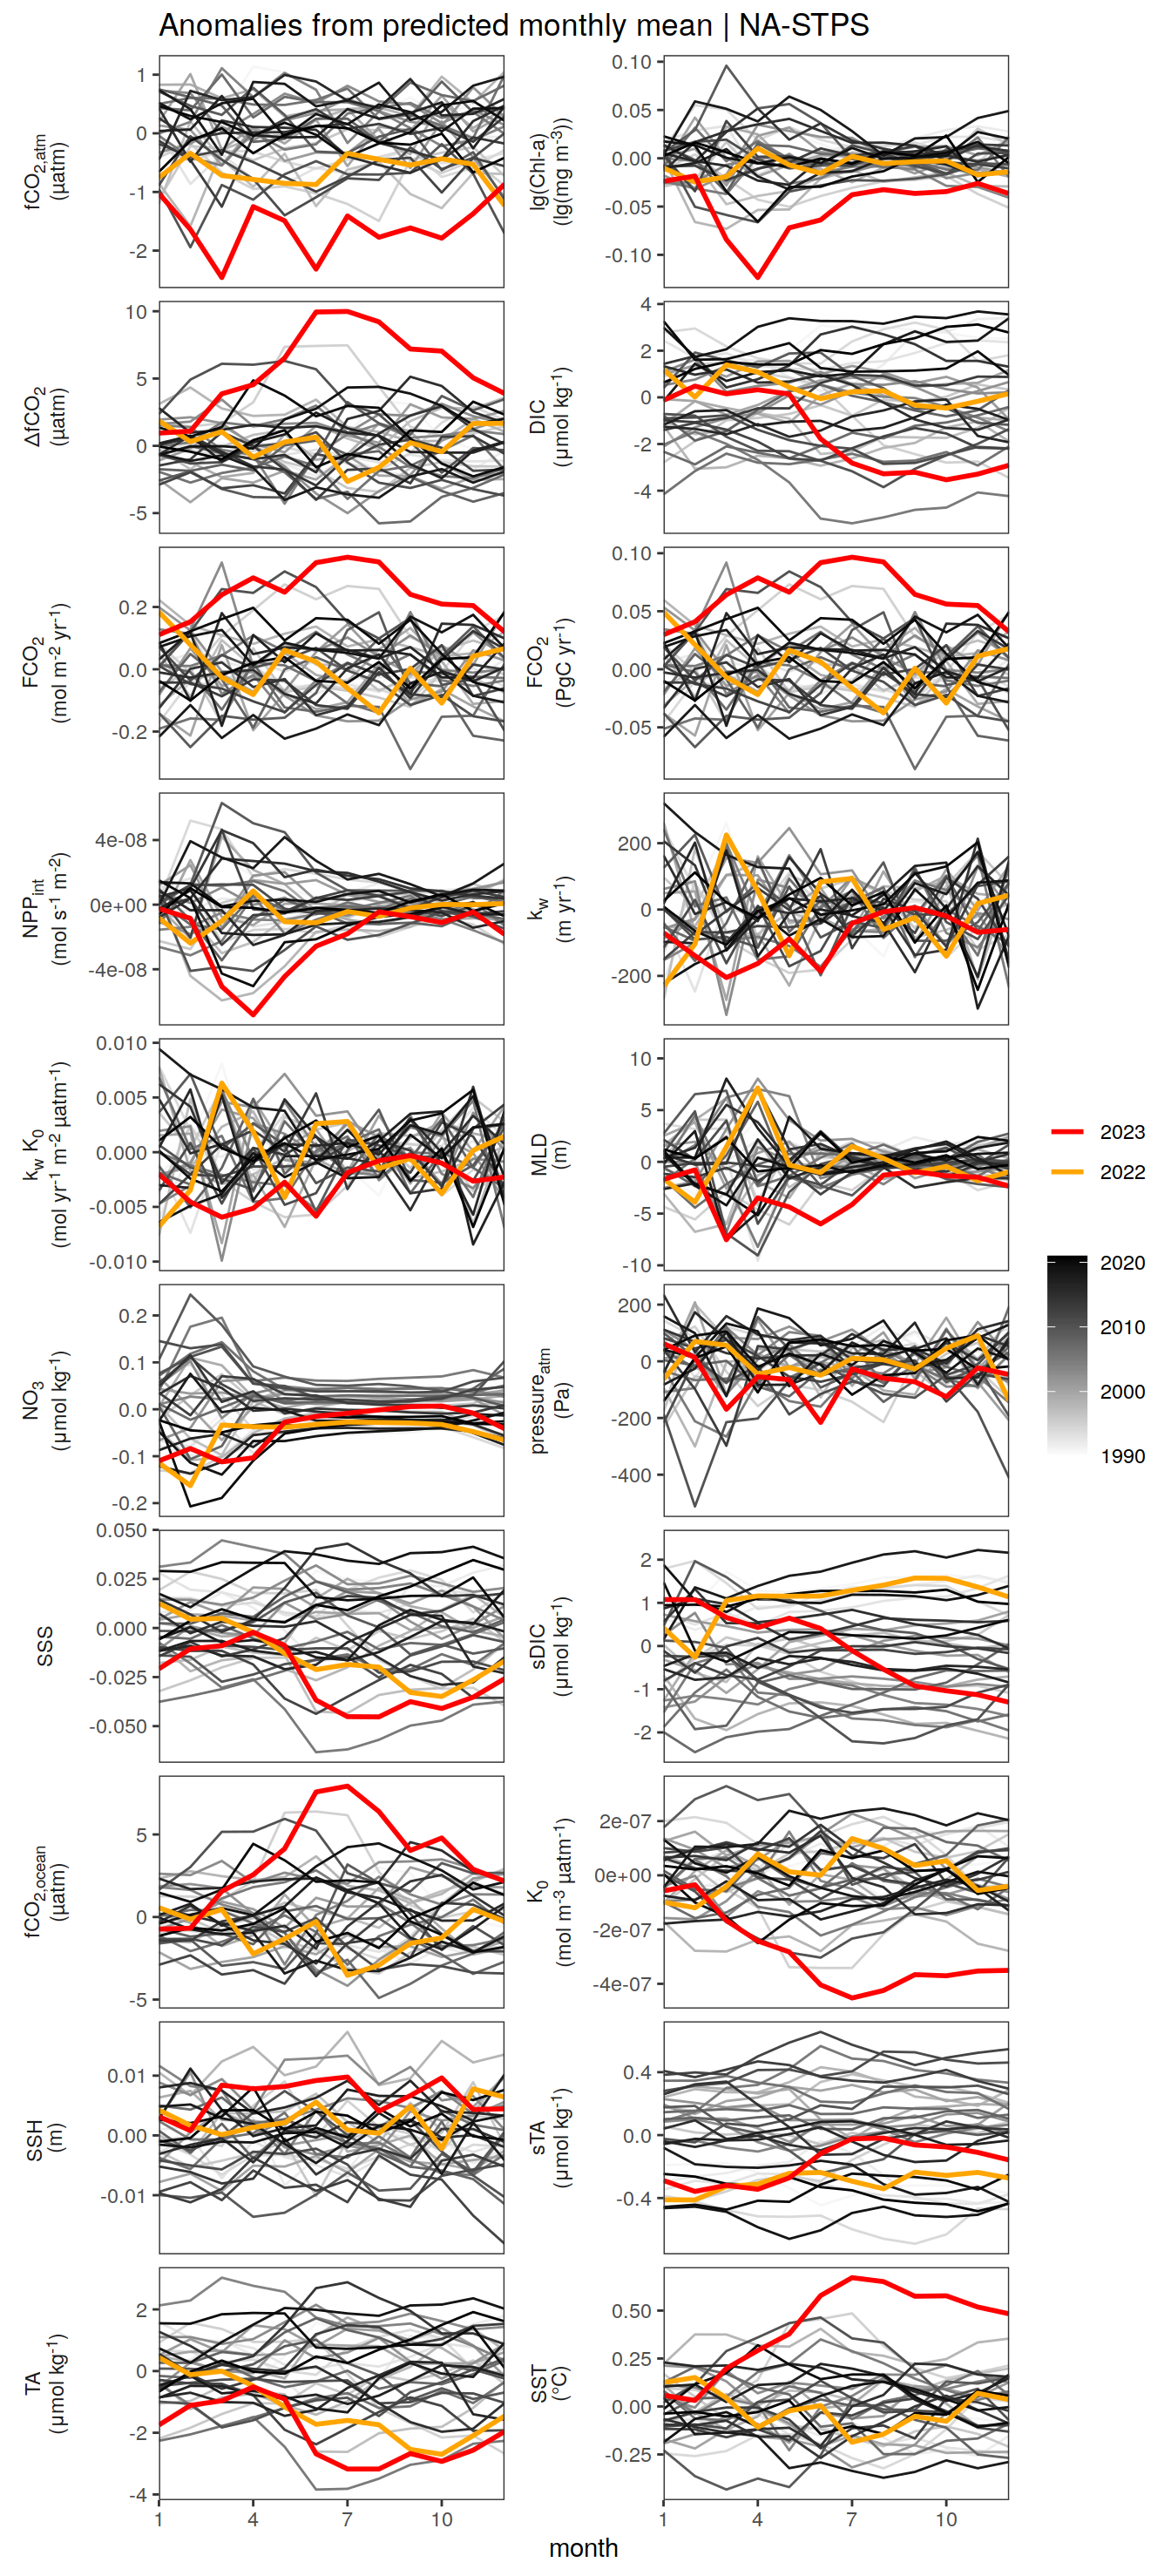 Anomalies from predicted monthly mean | NA-STPS
fCO2,atm
(µatm)
1
0
-1
-2
lg(Chl-a)
(lg(mg m-3))
0.10
0.05
0.00
-0.05
-0.10
ΔfCO2
(µatm)
10
5
0
-5
DIC
(µmol kg-1)
4
2
0
-2
-4
FCO2
(mol m-2 yr-1)
0.2
0.0
-0.2
FCO2
(PgC yr-1)
0.10
0.05
0.00
-0.05
NPPint
(mol s-1 m-2)
4e-08
0e+00
-4e-08
kw
(m yr-1)
200
0
-200
kw K0
(mol yr-1 m-2 µatm-1)
0.010
0.005
0.000
-0.005
-0.010
MLD
(m)
10
5
0
-5
-10
NO3
(µmol kg-1)
0.2
0.1
0.0
-0.1
-0.2
pressureatm
(Pa)
200
0
-200
-400
SSS
0.050
0.025
0.000
-0.025
-0.050
sDIC
(µmol kg-1)
2
1
0
-1
-2
fCO2,ocean
(µatm)
5
0
-5
K0
(mol m-3 µatm-1)
2e-07
0e+00
-2e-07
-4e-07
SSH
(m)
0.01
0.00
-0.01
sTA
(µmol kg-1)
0.4
0.0
-0.4
TA
(µmol kg-1)
2
0
-2
-4
SST
(°C)
0.50
0.25
0.00
-0.25
1 4 7 10
1 4 7 10
month
2023
2022
2020
2010
2000
1990